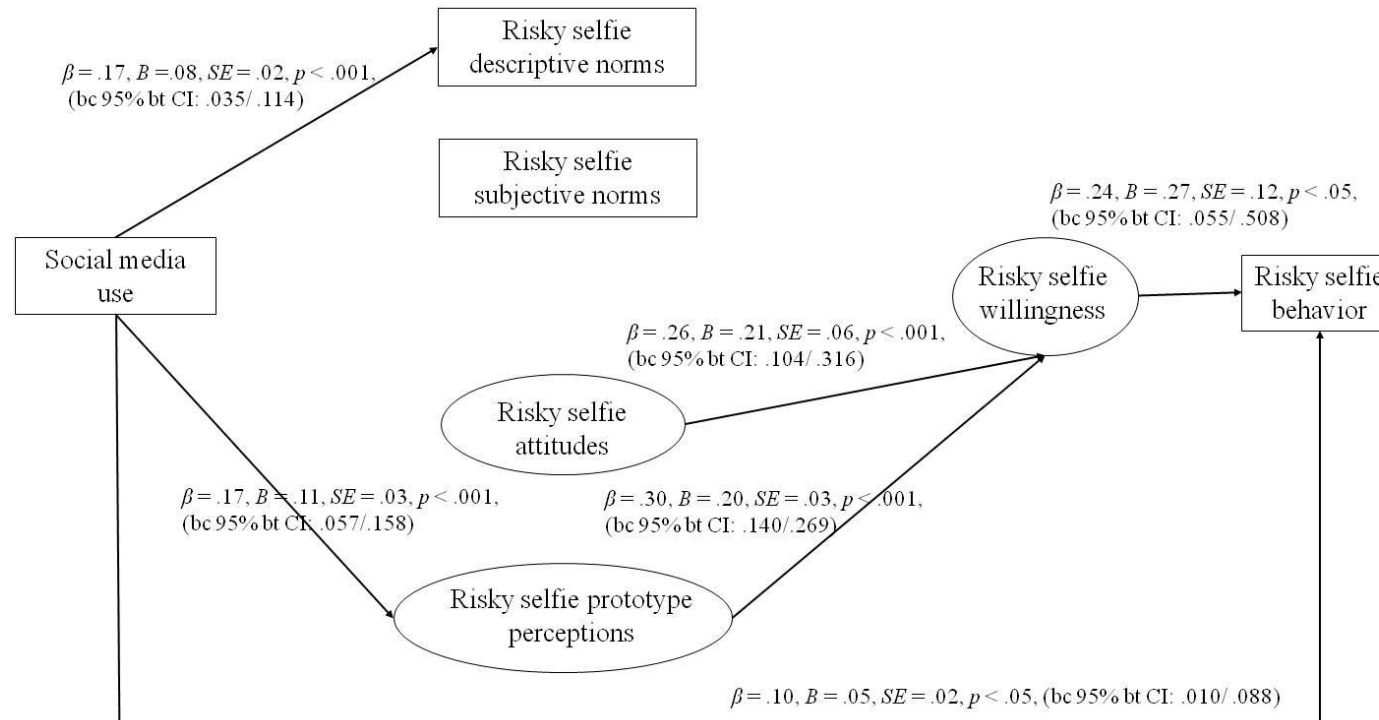 Risky selfie
descriptive norms
β = .17, B =.08, SE = .02, p < .001,
(bc 95% bt CI: .035/ .114)
Risky selfie
subjective norms
β = .24, B = .27, SE = .12, p < .05,
(bc 95% bt CI: .055/ .508)
Social media
use
Risky selfie
willingness
Risky selfie
behavior
β = .26, B = .21, SE = .06, p < .001,
(bc 95% bt CI: .104/ .316)
Risky selfie
attitudes
β = .17, B = .11, SE = .03, p < .001,
(bc 95% bt CI: .057/.158)
β = .30, B = .20, SE = .03, p < .001,
(bc 95% bt CI: .140/.269)
Risky selfie prototype
perceptions
β = .10, B = .05, SE = .02, p < .05, (bc 95% bt CI: .010/ .088)